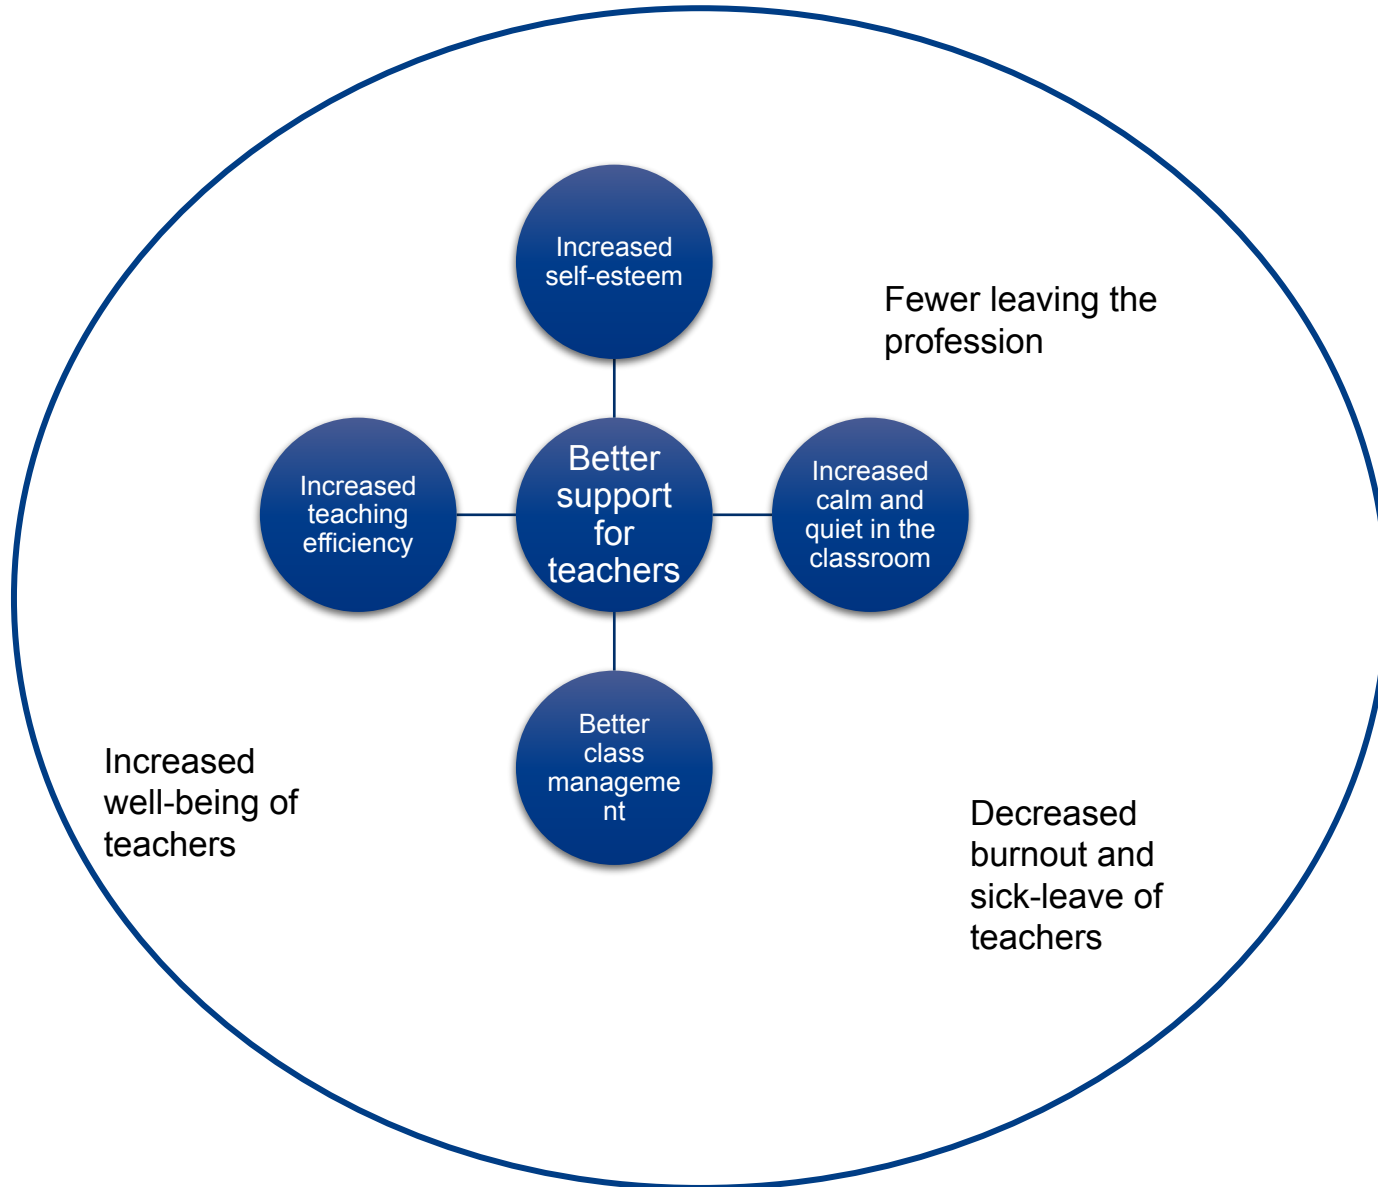 Increased
self-esteem
Fewer leaving the
profession
Increased
teaching
efficiency
Better
support
for
teachers
Increased
calm and
quiet in the
classroom
Better
class
manageme
nt
Increased
well-being of
teachers
Decreased
burnout and
sick-leave of
teachers